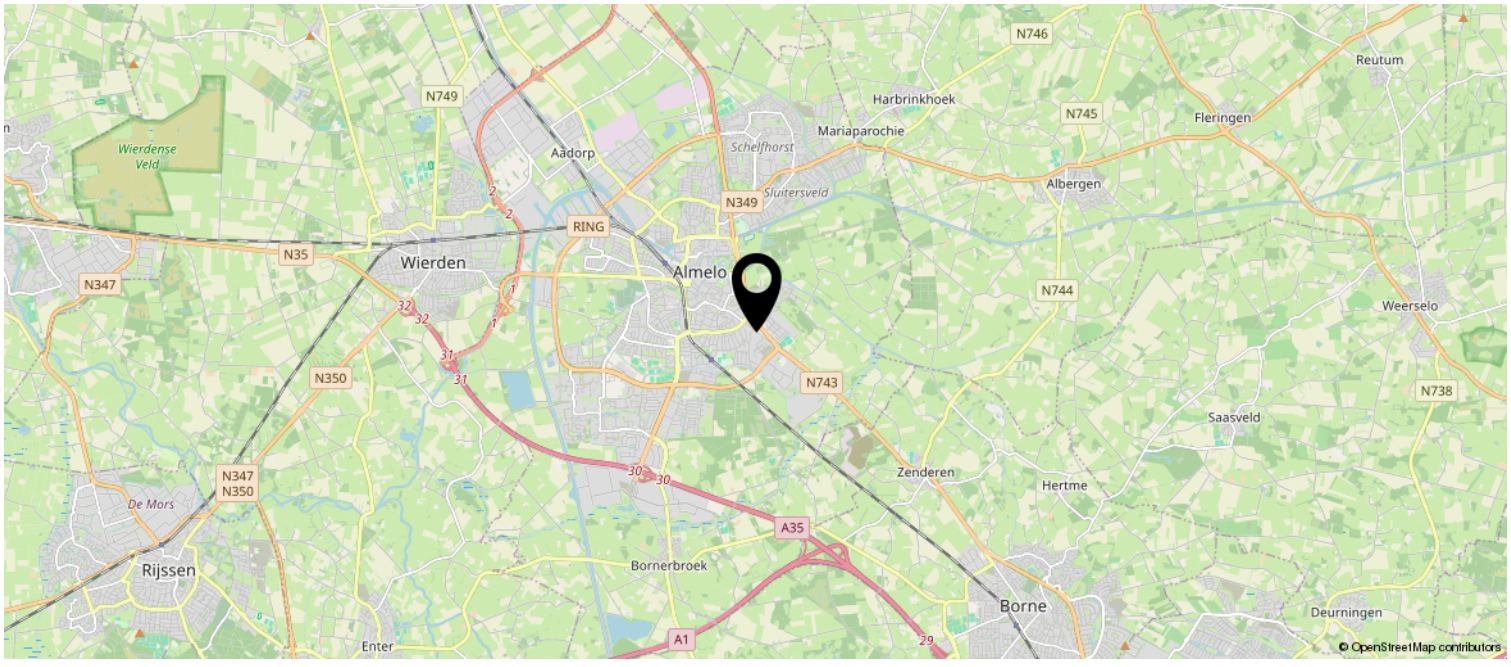 N746
Reutum
N749
Harbrinkhoek
N745
Fleringen
Mariaparochie
Schelfhorst
Wierdense
Veld
Aadorp
Albergen
Sluitersveld
2
2
N349
RING
N35
Wierden
Almelo
N347
1
1
N744
Weerselo
32
32
31
31
N350
N743
N738
Saasveld
N347
N350
30
30
Zenderen
Hertme
De Mors
A35
Rijssen
Bornerbroek
Borne
Deurningen
Enter
A1
29
© OpenStreetMap contributors